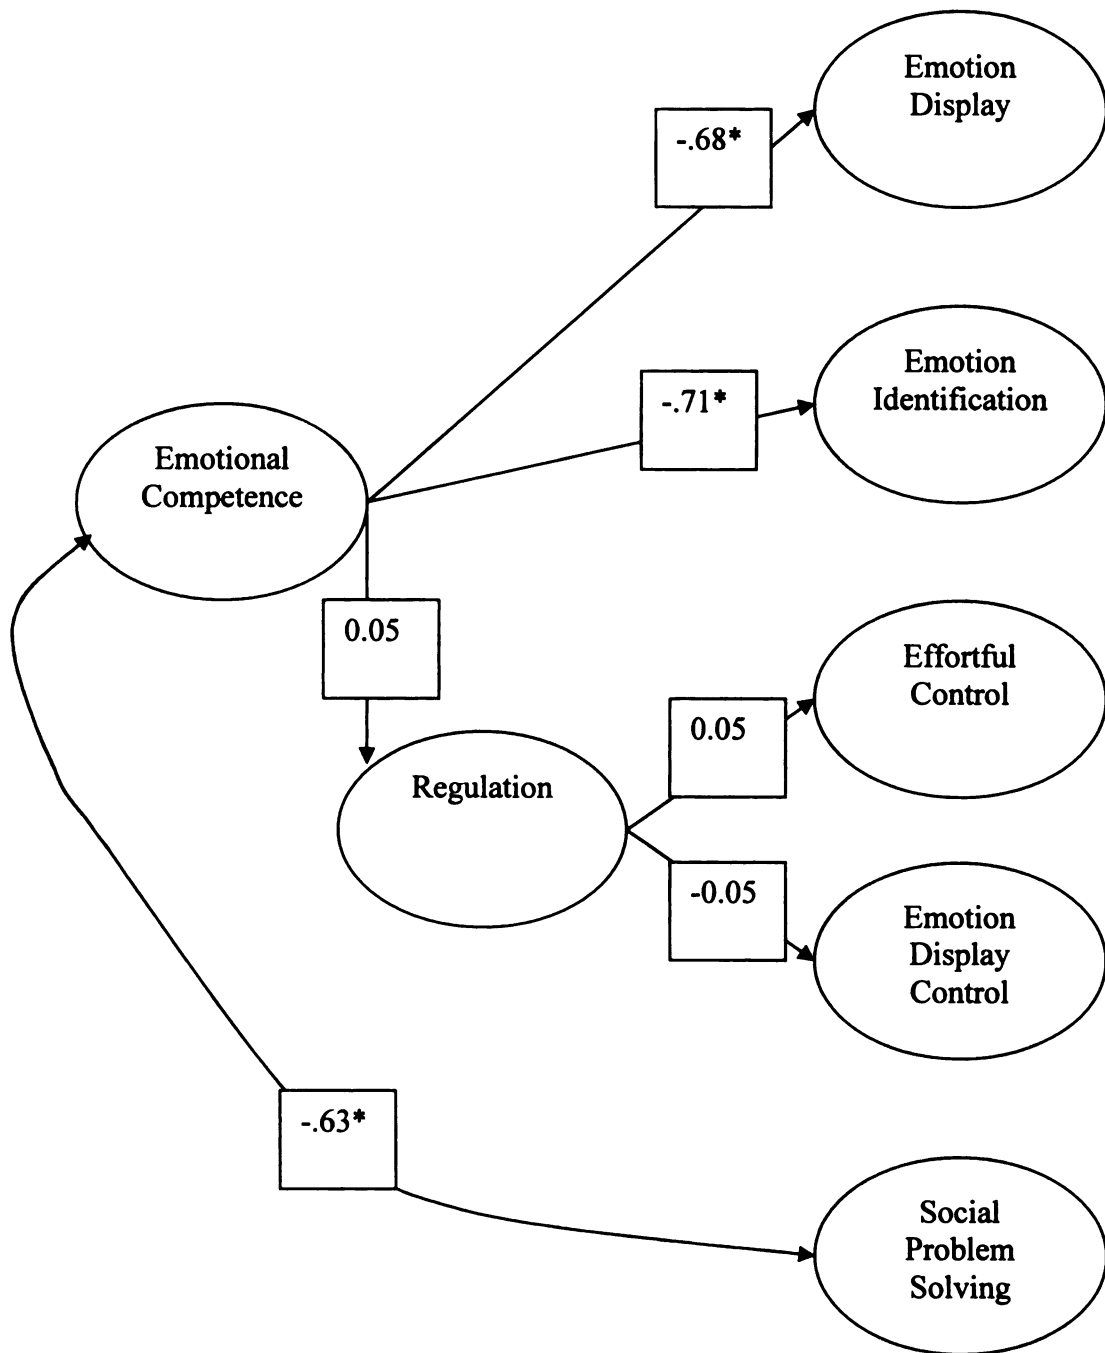 Emotion
Display
-.68*
Emotion
Identification
-.71*
Emotional
Competence
0.05
Effortful
Control
0.05
Regulation
-0.05
Emotion
Display
Control
-.63*
Social
Problem
Solving